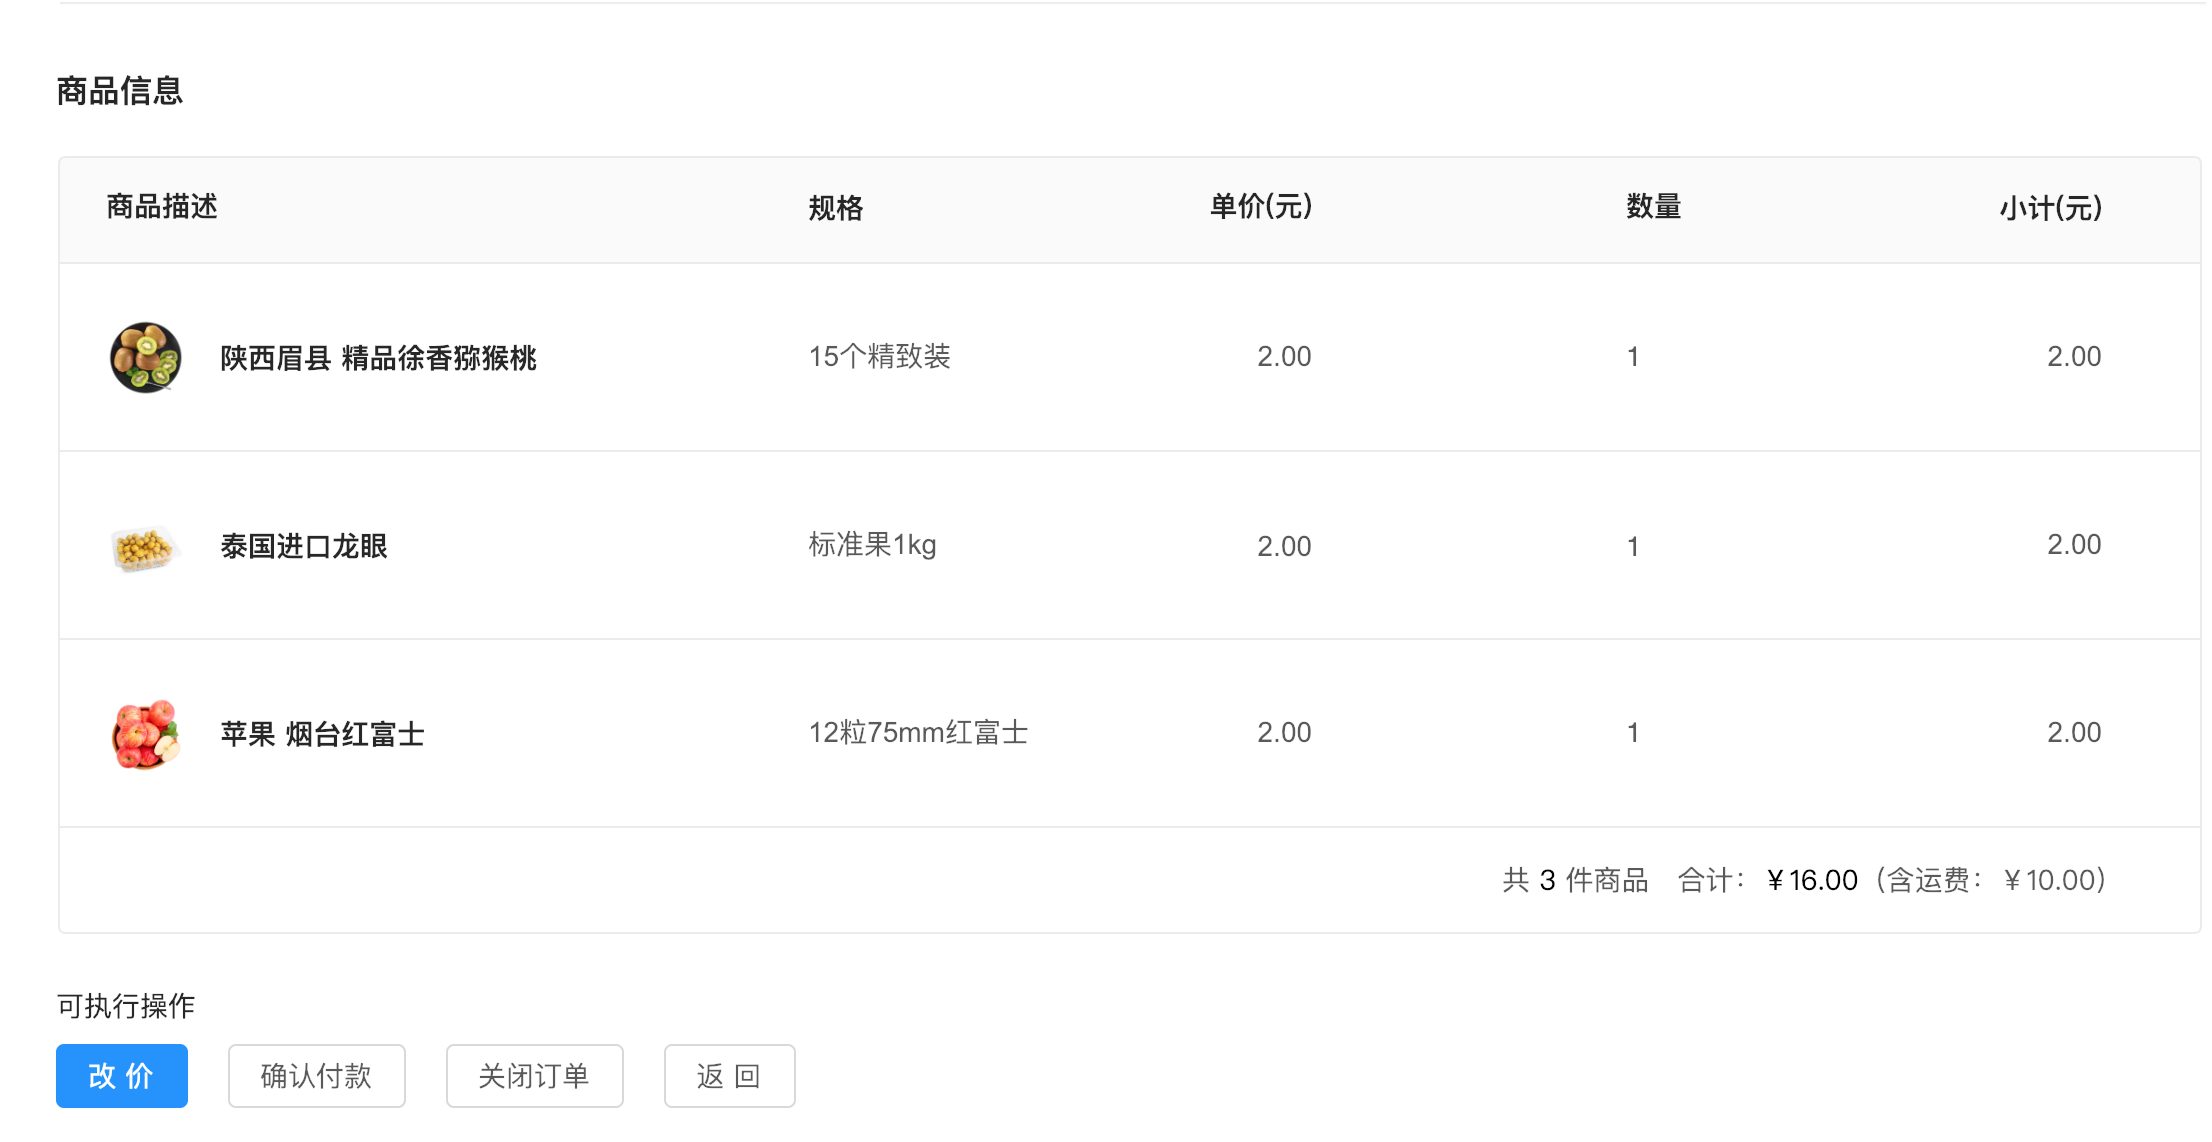 商品信息
商品描述 规格 单价(元) 数量 小计(元)
陕西眉县 精品徐香猕猴桃 15个精致装 2.00 1 2.00
泰国进口龙眼 标准果1kg 2.00 1 2.00
苹果 烟台红富士 12粒75mm红富士 2.00 1 2.00
共 3 件商品 合计： ¥16.00（含运费： ¥10.00）
可执行操作
改 价 确认付款 关闭订单 返 回